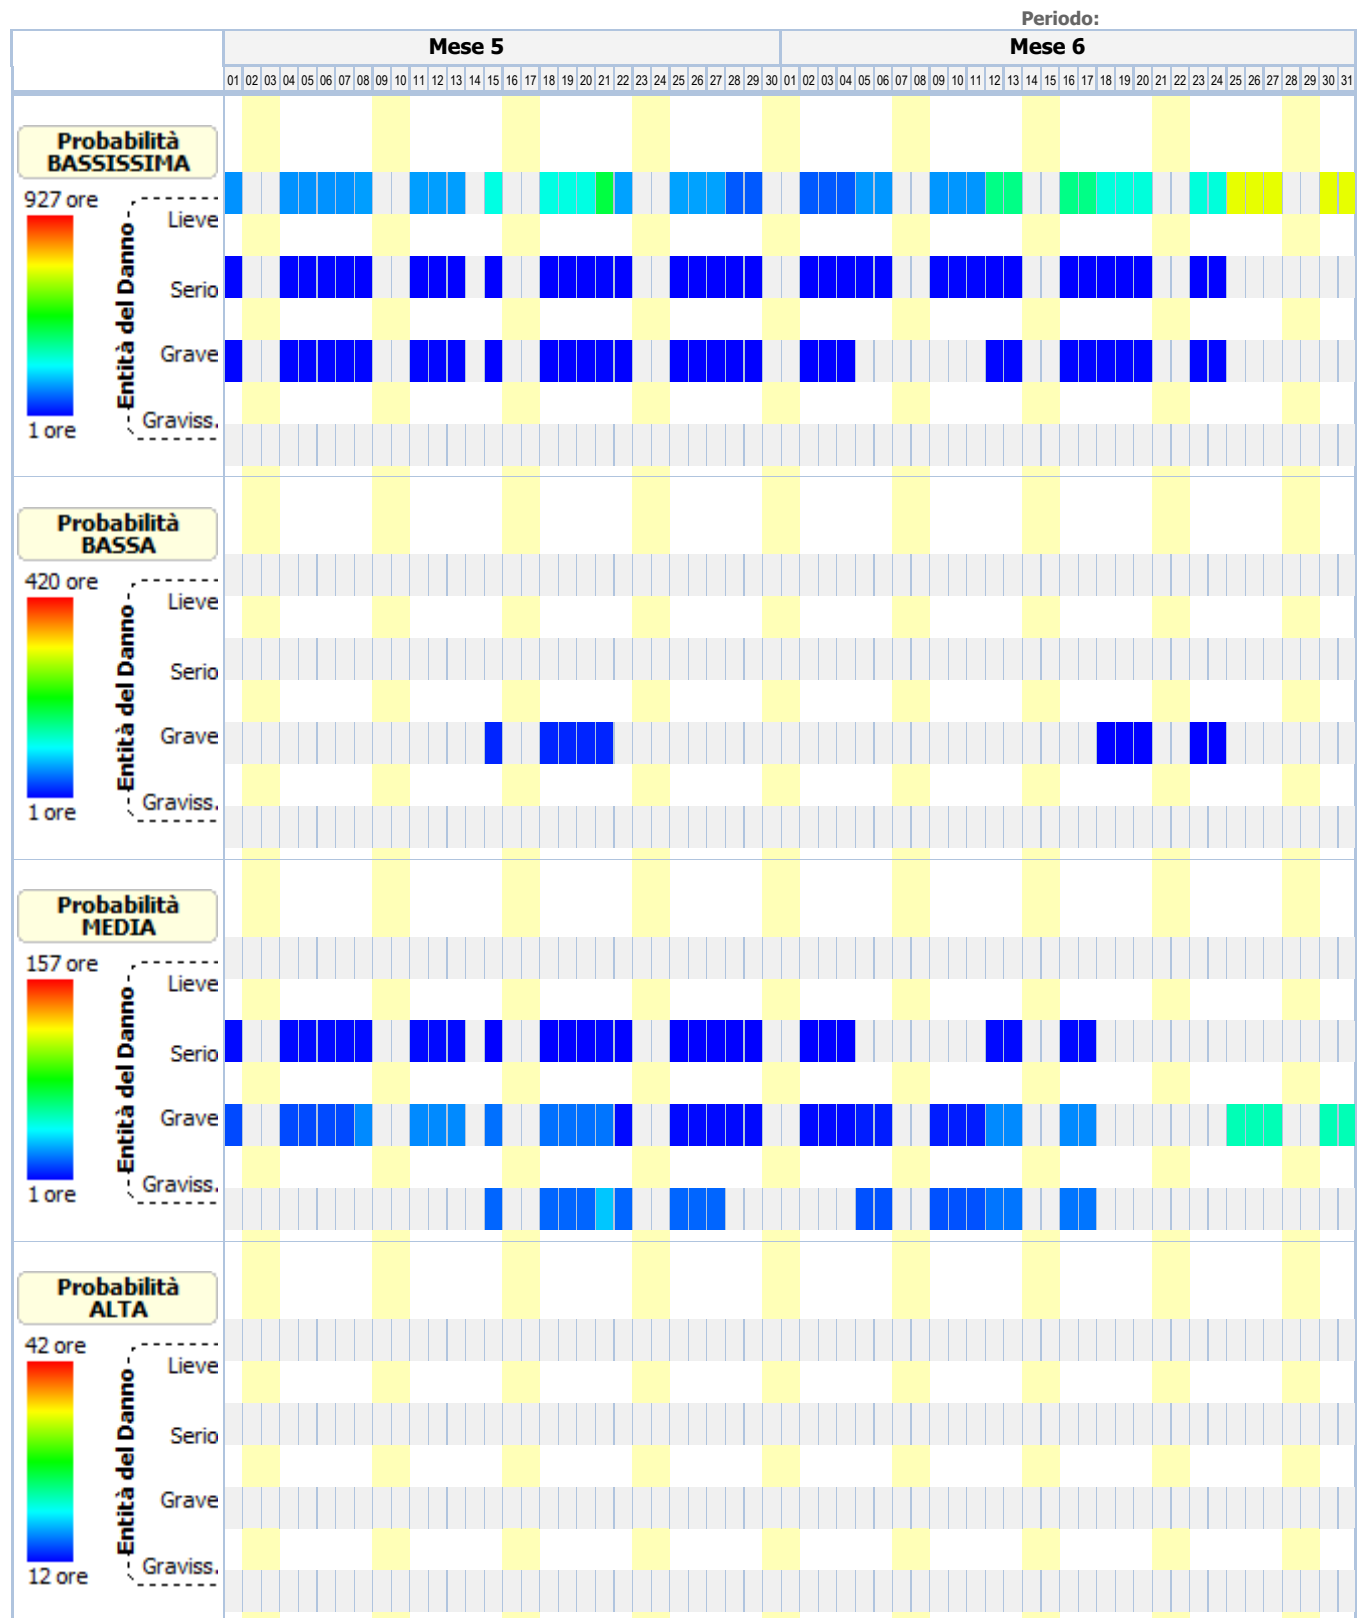 Periodo:
Mese 5 Mese 6
01 02 03 04 05 06 07 08 09 10 11 12 13 14 15 16 17 18 19 20 21 22 23 24 25 26 27 28 29 30 01 02 03 04 05 06 07 08 09 10 11 12 13 14 15 16 17 18 19 20 21 22 23 24 25 26 27 28 29 30 31
Probabilità
BASSISSIMA
927 ore
Entità del Danno
Lieve
Serio
Grave
Graviss.
1 ore
Probabilità
BASSA
420 ore
Entità del Danno
Lieve
Serio
Grave
Graviss.
1 ore
Probabilità
MEDIA
157 ore
Entità del Danno
Lieve
Serio
Grave
Graviss.
1 ore
Probabilità
ALTA
42 ore
Entità del Danno
Lieve
Serio
Grave
Graviss.
12 ore